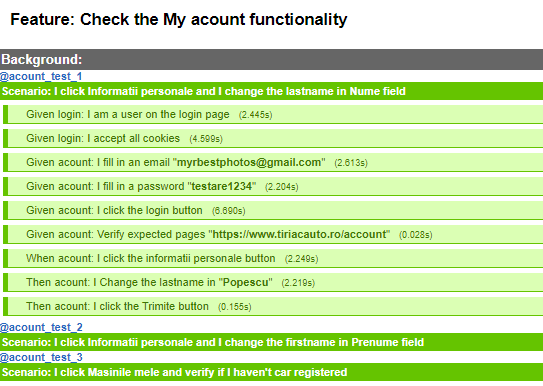 Feature: Check the My acount functionality
Background:
@acount_test_1
Scenario: I click Informatii personale and I change the lastname in Nume field
Given login: I am a user on the login page (2.445s)
Given login: I accept all cookies (4.599s)
Given acount: I fill in an email "myrbestphotos@gmail.com" (2.613s)
Given acount: I fill in a password "testare1234" (2.204s)
Given acount: I click the login button (6.690s)
Given acount: Verify expected pages "https://www.tiriacauto.ro/account" (0.028s)
When acount: I click the informatii personale button (2.249s)
Then acount: I Change the lastname in "Popescu" (2.219s)
Then acount: I click the Trimite button (0.155s)
@acount_test_2
Scenario: I click Informatii personale and I change the firstname in Prenume field
@acount_test_3
Scenario: I click Masinile mele and verify if I haven't car registered